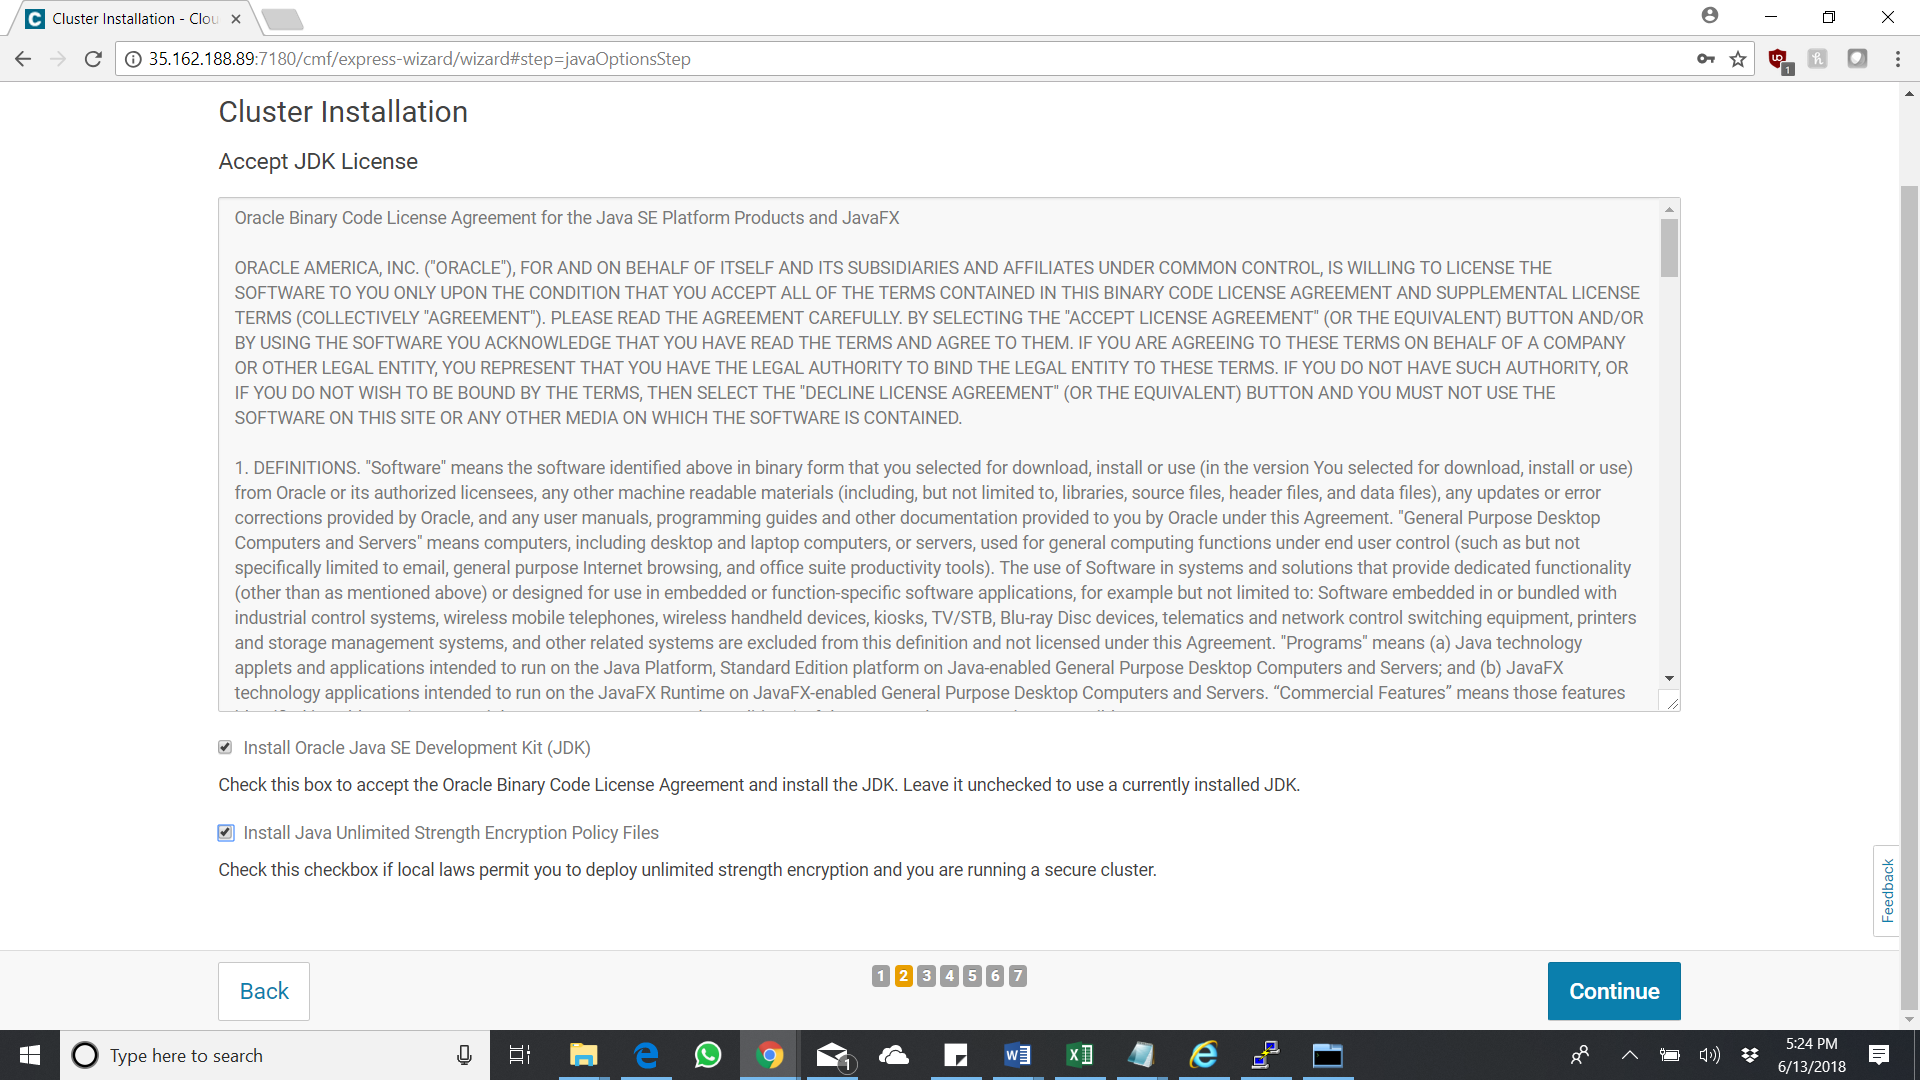 Cluster Installation - Clou
35.162.188.89:7180/cmf/express-wizard/wizard#step=javaOptionsStep
1
Cluster Installation
Accept JDK License
Oracle Binary Code License Agreement for the Java SE Platform Products and JavaFX
ORACLE AMERICA, INC. ("ORACLE"), FOR AND ON BEHALF OF ITSELF AND ITS SUBSIDIARIES AND AFFILIATES UNDER COMMON CONTROL, IS WILLING TO LICENSE THE
SOFTWARE TO YOU ONLY UPON THE CONDITION THAT YOU ACCEPT ALL OF THE TERMS CONTAINED IN THIS BINARY CODE LICENSE AGREEMENT AND SUPPLEMENTAL LICENSE
TERMS (COLLECTIVELY "AGREEMENT"). PLEASE READ THE AGREEMENT CAREFULLY. BY SELECTING THE "ACCEPT LICENSE AGREEMENT" (OR THE EQUIVALENT) BUTTON AND/OR
BY USING THE SOFTWARE YOU ACKNOWLEDGE THAT YOU HAVE READ THE TERMS AND AGREE TO THEM. IF YOU ARE AGREEING TO THESE TERMS ON BEHALF OF A COMPANY
OR OTHER LEGAL ENTITY, YOU REPRESENT THAT YOU HAVE THE LEGAL AUTHORITY TO BIND THE LEGAL ENTITY TO THESE TERMS. IF YOU DO NOT HAVE SUCH AUTHORITY, OR
IF YOU DO NOT WISH TO BE BOUND BY THE TERMS, THEN SELECT THE "DECLINE LICENSE AGREEMENT" (OR THE EQUIVALENT) BUTTON AND YOU MUST NOT USE THE
SOFTWARE ON THIS SITE OR ANY OTHER MEDIA ON WHICH THE SOFTWARE IS CONTAINED.
1. DEFINITIONS. "Software" means the software identified above in binary form that you selected for download, install or use (in the version You selected for download, install or use)
from Oracle or its authorized licensees, any other machine readable materials (including, but not limited to, libraries, source files, header files, and data files), any updates or error
corrections provided by Oracle, and any user manuals, programming guides and other documentation provided to you by Oracle under this Agreement. "General Purpose Desktop
Computers and Servers" means computers, including desktop and laptop computers, or servers, used for general computing functions under end user control (such as but not
specifically limited to email, general purpose Internet browsing, and office suite productivity tools). The use of Software in systems and solutions that provide dedicated functionality
(other than as mentioned above) or designed for use in embedded or function-specific software applications, for example but not limited to: Software embedded in or bundled with
industrial control systems, wireless mobile telephones, wireless handheld devices, kiosks, TV/STB, Blu-ray Disc devices, telematics and network control switching equipment, printers
and storage management systems, and other related systems are excluded from this definition and not licensed under this Agreement. "Programs" means (a) Java technology
applets and applications intended to run on the Java Platform, Standard Edition platform on Java-enabled General Purpose Desktop Computers and Servers; and (b) JavaFX
technology applications intended to run on the JavaFX Runtime on JavaFX-enabled General Purpose Desktop Computers and Servers. “Commercial Features” means those features
Install Oracle Java SE Development Kit (JDK)
Check this box to accept the Oracle Binary Code License Agreement and install the JDK. Leave it unchecked to use a currently installed JDK.
Install Java Unlimited Strength Encryption Policy Files
Check this checkbox if local laws permit you to deploy unlimited strength encryption and you are running a secure cluster.
Feedback
Back
1 2 3 4 5 6 7
Continue
Type here to search
1
5:24 PM
6/13/2018